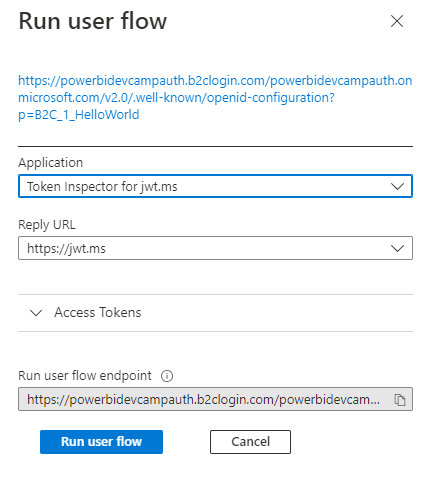 Run user flow
https://powerbidevcampauth.b2clogin.com/powerbidevcampauth.on
microsoft.com/v2.0/.well-known/openid-configuration?
p=B2C_1_HelloWorld
Application
Token Inspector for jwt.ms
Reply URL
https://jwt.ms
Access Tokens
Run user flow endpoint
https://powerbidevcampauth.b2clogin.com/powerbidevcam...
Run user flow
Cancel